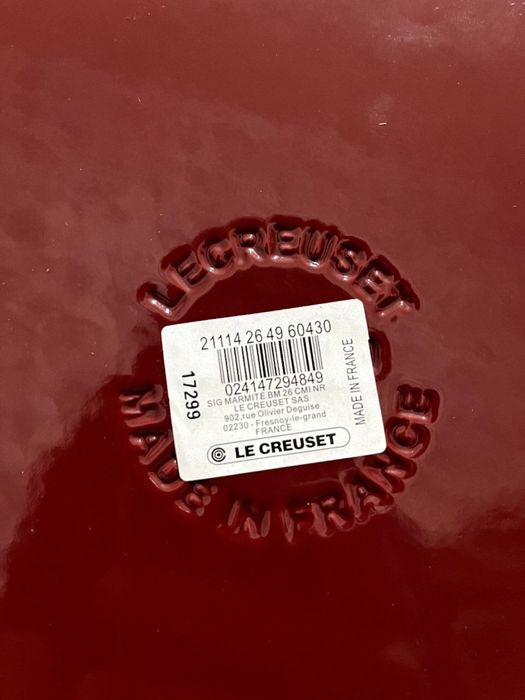 LE CREUSET
21114 26 49 60430
024147294849
SIG MARMITE BM 26 CMI NR
LE CREUSET SAS
902,rue Olivier Deguise
02230 - Fresnoy-le-grand
FRANCE
LE CREUSET
17299
MADE IN FRANCE
MADE IN FRANCE